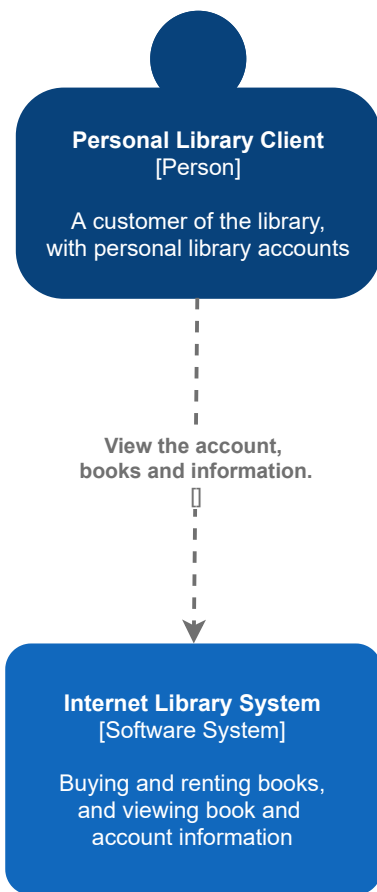 Personal Library Client
[Person]
A customer of the library,
with personal library accounts
View the account,
books and information.
[]
Internet Library System
[Software System]
Buying and renting books,
and viewing book and
account information